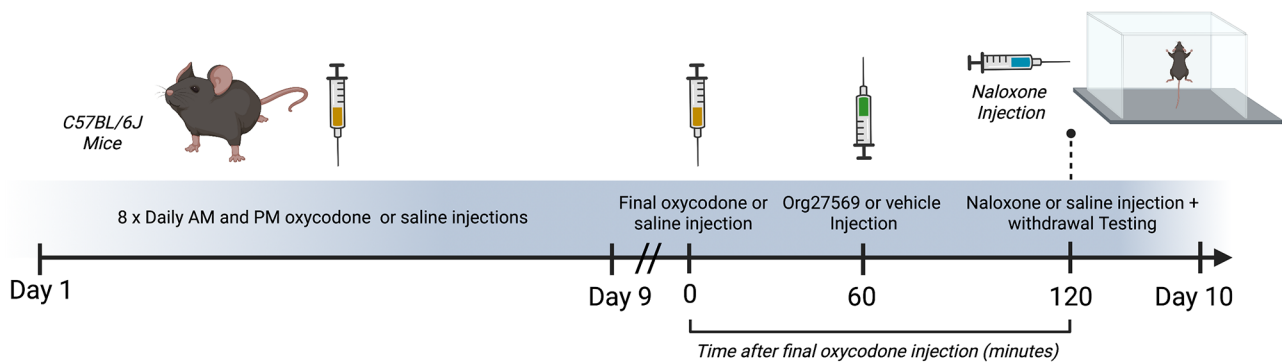 C57BL/6J
Mice
Naloxone
Injection
8 x Daily AM and PM oxycodone or saline injections
Final oxycodone or
saline injection
Org27569 or vehicle
Injection
Naloxone or saline injection +
withdrawal Testing
Day 1
Day 9
0
60
120
Day 10
Time after final oxycodone injection (minutes)